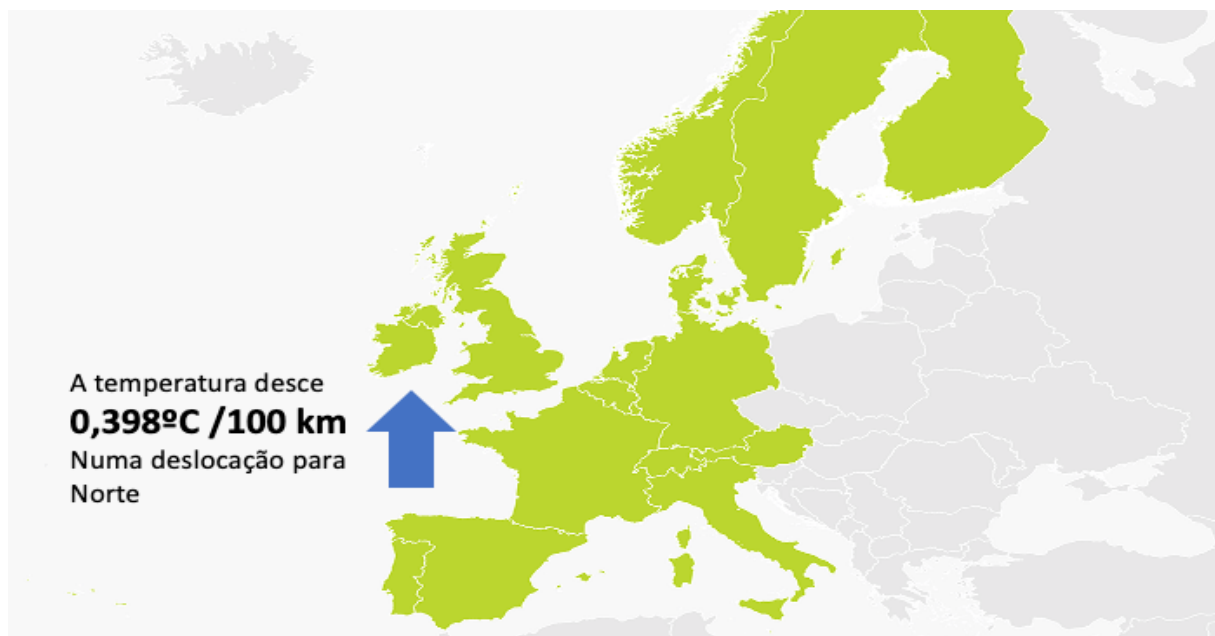 A temperatura desce
0,398ºC /100 km
Numa deslocação para
Norte